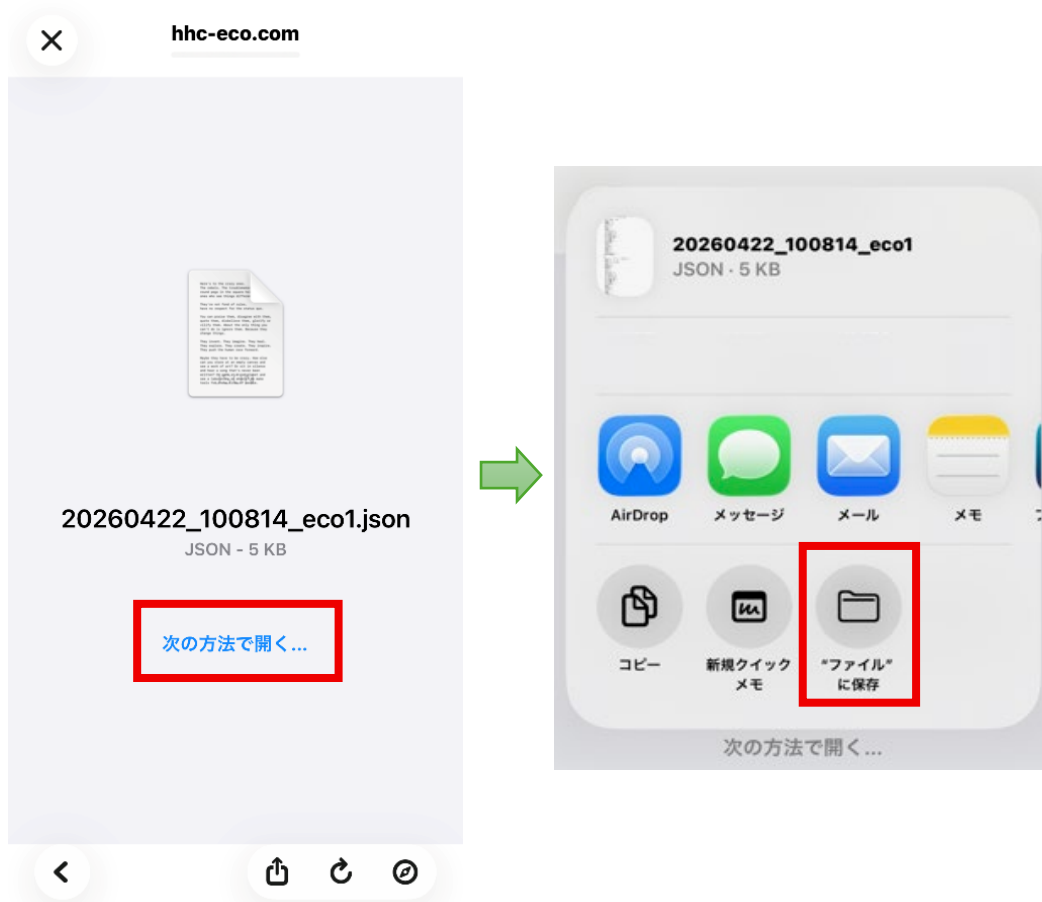 hhc-eco.com
20260422_100814_eco1.json
JSON - 5 KB
次の方法で開く...
20260422_100814_eco1
JSON · 5 KB
AirDrop
メッセージ
メール
メモ
コピー
新規クイック
メモ
“ファイル”
に保存
次の方法で開く...